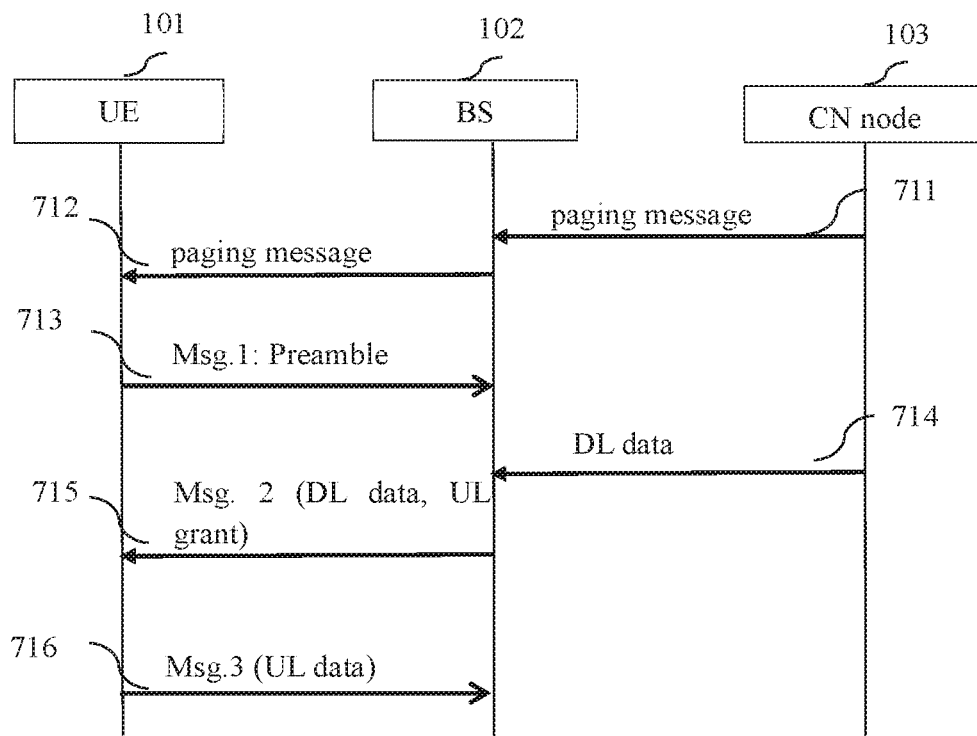 101
102
103
UE
BS
CN node
711
712
paging message
paging message
713
Msg.1: Preamble
714
DL data
715
Msg. 2 (DL data, UL
grant)
716
Msg.3 (UL data)